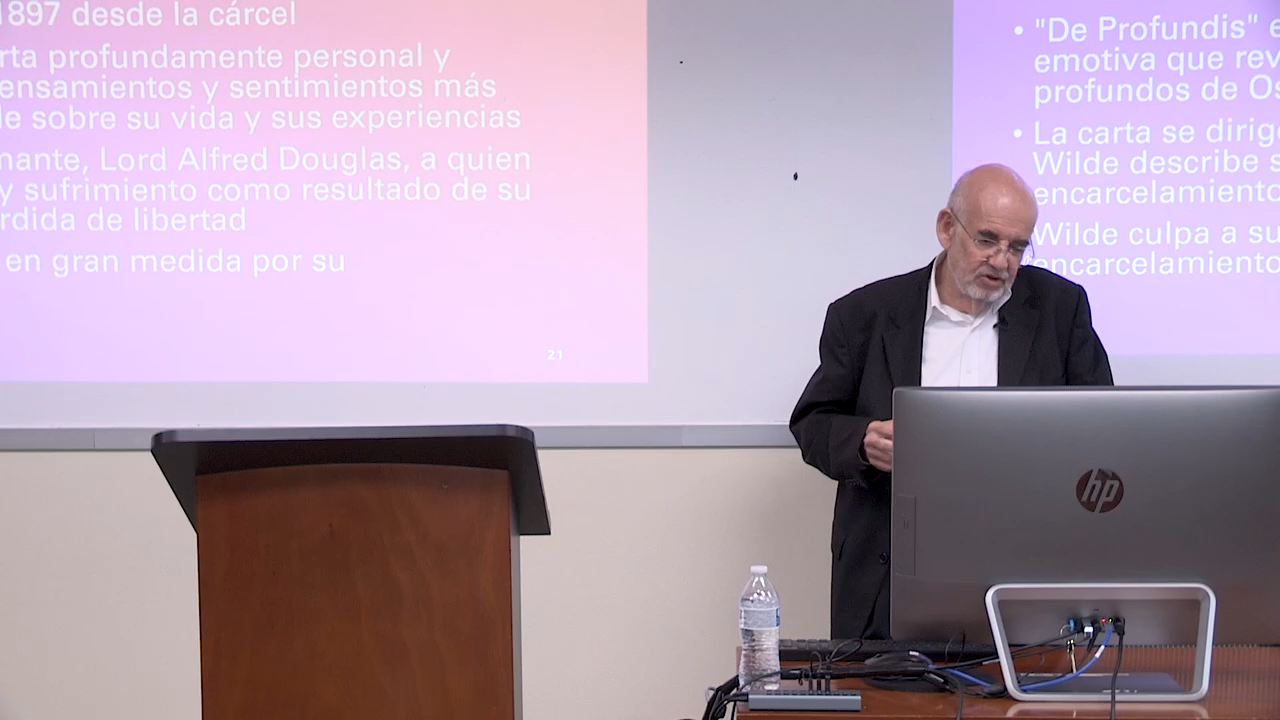 1897 desde la cárcel
rta profundamente personal y
ensamientos y sentimientos más
de sobre su vida y sus experiencias
mante, Lord Alfred Douglas, a quien
y sufrimiento como resultado de su
rdida de libertad
en gran medida por su
21
• "De Profundis" e
emotiva que rev
profundos de Os
• La carta se dirig
Wilde describe s
encarcelamiento
Wilde culpa a su
encarcelamiento
hp